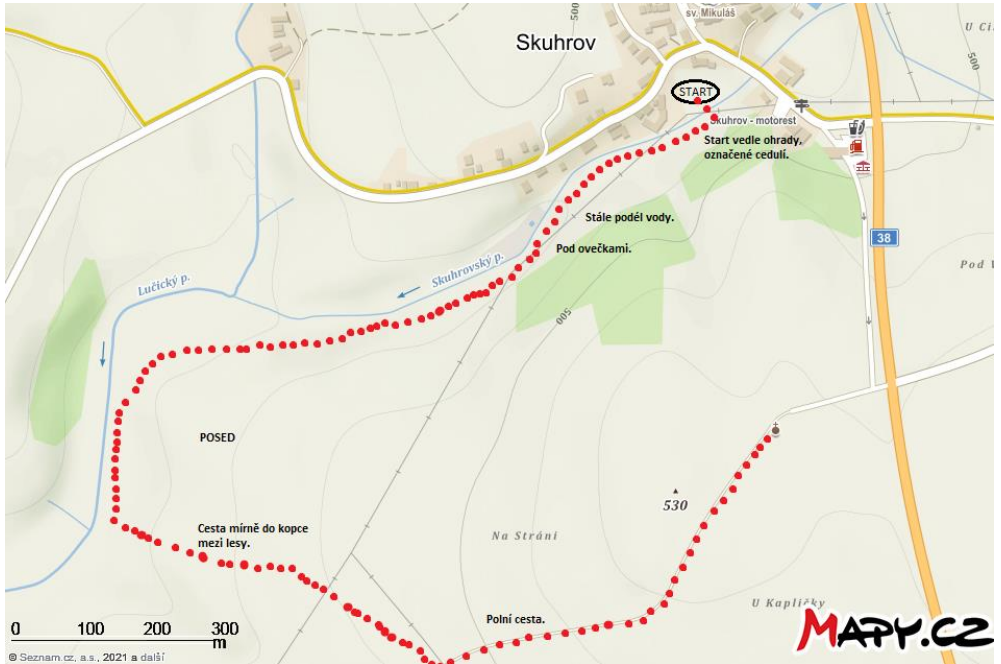 500
sv. Mikuláš
U Ci
Skuhrov
500
START
Skuhrov - motorest
Start vedle ohrady,
označené cedulí.
Stále podél vody.
38
Pod ovečkami.
Pod V
Skuhrovský p.
Lučický p.
500
POSED
530
Cesta mírně do kopce
mezi lesy.
Na Stráni
U Kapličky
Polní cesta.
0 100 200 300
m
MAPY.CZ
© Seznam.cz, a.s., 2021 a další